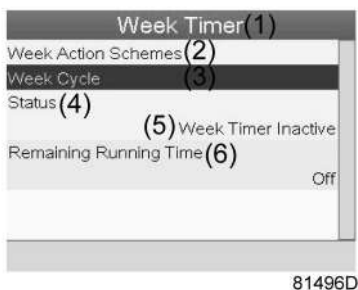 Week Timer(1)
Week Action Schemes(2)
Week Cycle (3)
Status(4)
(5) Week Timer Inactive
Remaining Running Time(6)
Off
81496D